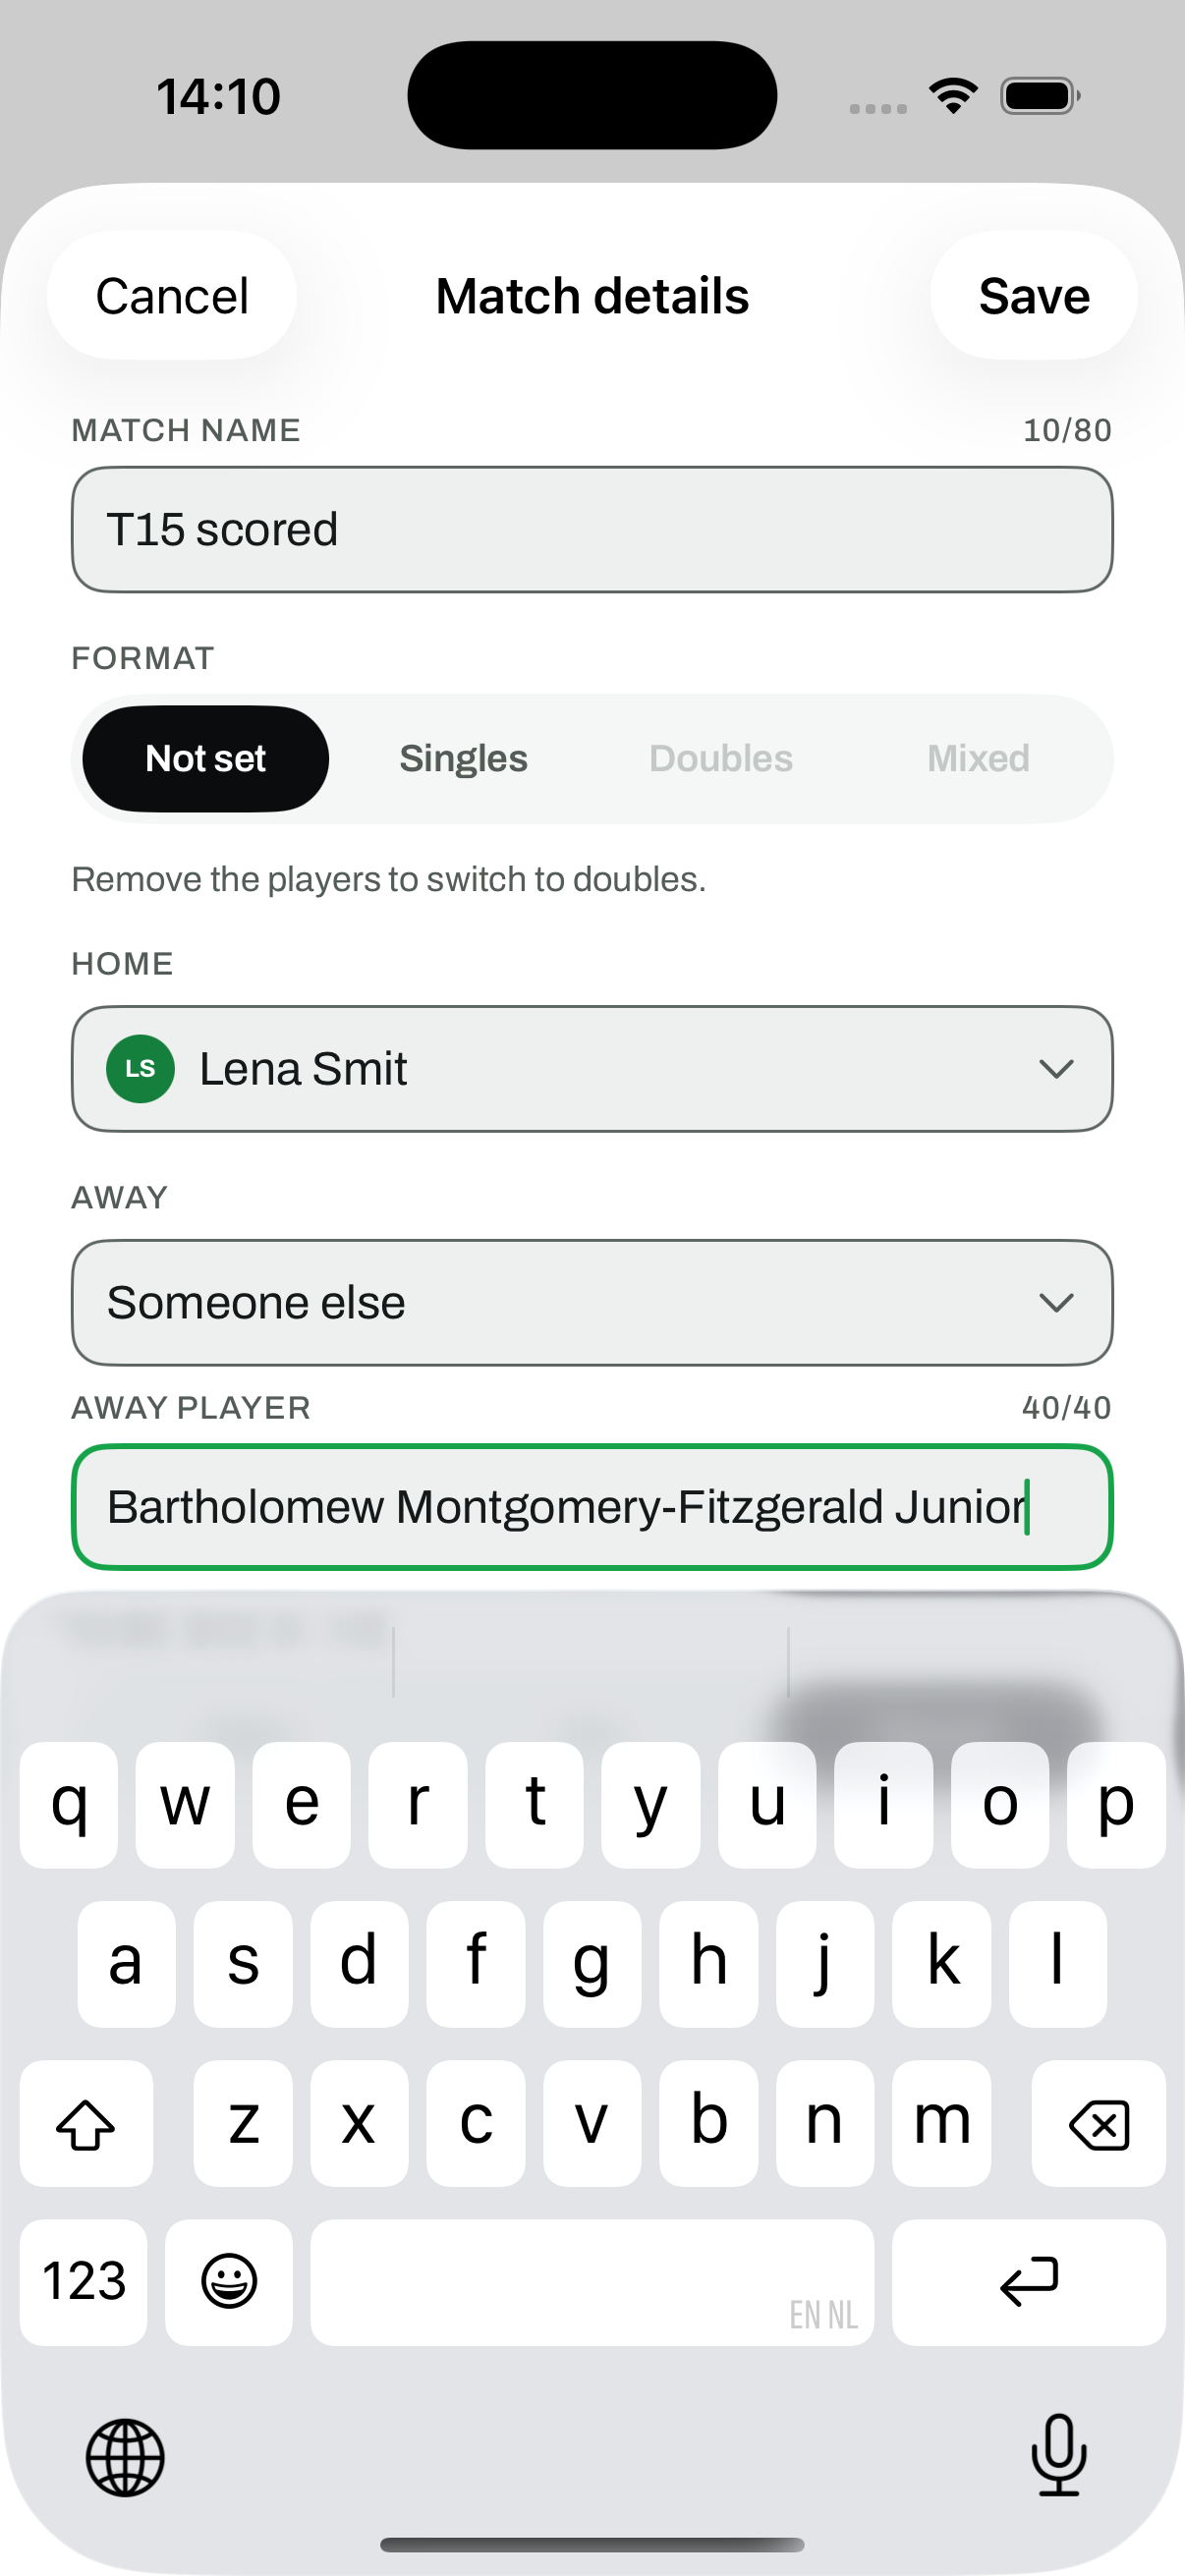 14:10
Cancel Match details Save
MATCH NAME 10/80
T15 scored
FORMAT
Not set Singles Doubles Mixed
Remove the players to switch to doubles.
HOME
LS Lena Smit
AWAY
Someone else
AWAY PLAYER 40/40
Bartholomew Montgomery-Fitzgerald Junior
q w e r t y u i o p
a s d f g h j k l
z x c v b n m
123 EN NL